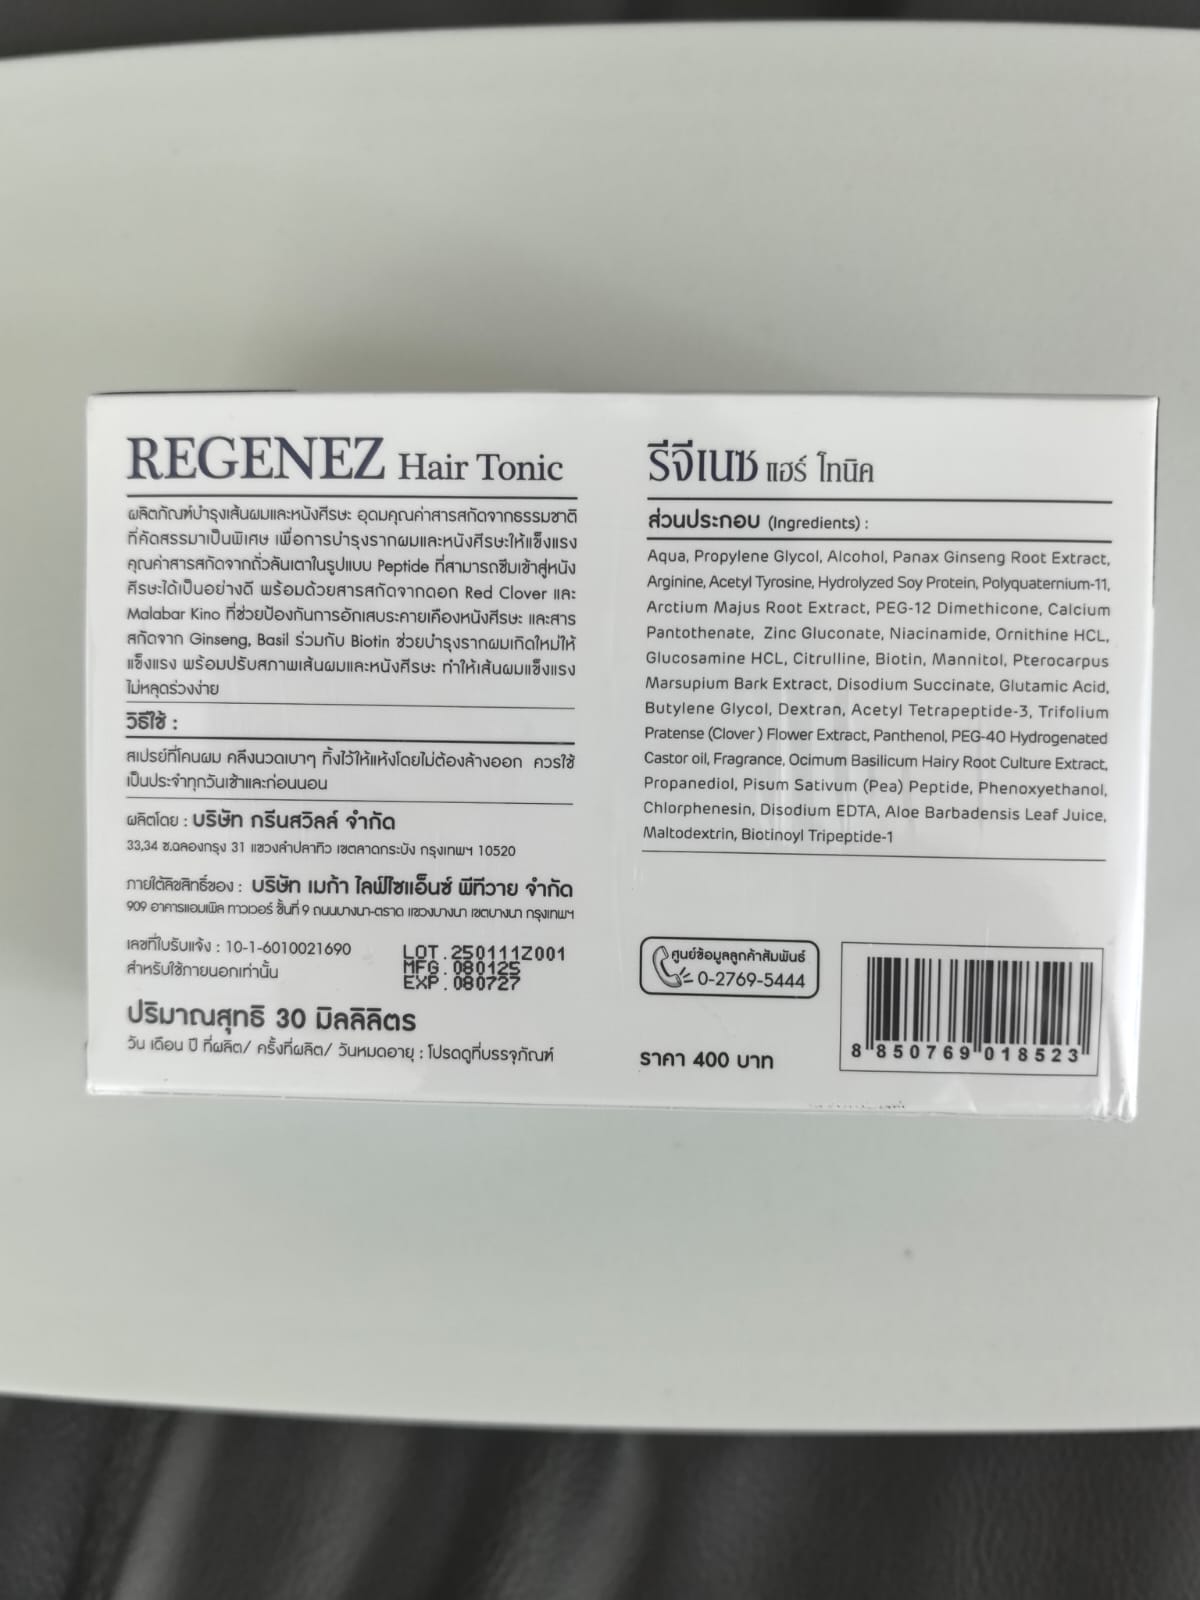 REGENEZ Hair Tonic
ผลิตภัณฑ์บำรุงเส้นผมและหนังศีรษะ อุดมคุณค่าสารสกัดจากธรรมชาติ
ที่คัดสรรมาเป็นพิเศษ เพื่อการบำรุงรากผมและหนังศีรษะให้แข็งแรง
คุณค่าสารสกัดจากถั่วลันเตาในรูปแบบ Peptide ที่สามารถซึมเข้าสู่หนัง
ศีรษะได้เป็นอย่างดี พร้อมด้วยสารสกัดจากดอก Red Clover และ
Malabar Kino ที่ช่วยป้องกันการอักเสบระคายเคืองหนังศีรษะ และสาร
สกัดจาก Ginseng, Basil ร่วมกับ Biotin ช่วยบำรุงรากผมเกิดใหม่ให้
แข็งแรง พร้อมปรับสภาพเส้นผมและหนังศีรษะ ทำให้เส้นผมแข็งแรง
ไม่หลุดร่วงง่าย
วิธีใช้ :
สเปรย์ที่โคนผม คลึงนวดเบาๆ ทิ้งไว้ให้แห้งโดยไม่ต้องล้างออก ควรใช้
เป็นประจำทุกวันเช้าและก่อนนอน
ผลิตโดย : บริษัท กรีนสวิลล์ จำกัด
33,34 ซ.ฉลองกรุง 31 แขวงลำปลาทิว เขตลาดกระบัง กรุงเทพฯ 10520
ภายใต้ลิขสิทธิ์ของ : บริษัท เมก้า ไลฟ์ไซแอ็นซ์ พีทีวาย จำกัด
909 อาคารแอมเพิล ทาวเวอร์ ชั้นที่ 9 ถนนบางนา-ตราด แขวงบางนา เขตบางนา กรุงเทพฯ
เลขที่ใบรับแจ้ง : 10-1-6010021690
สำหรับใช้ภายนอกเท่านั้น
LOT.250111Z001
MFG.080125
EXP.080727
ปริมาณสุทธิ 30 มิลลิลิตร
วัน เดือน ปี ที่ผลิต/ ครั้งที่ผลิต/ วันหมดอายุ : โปรดดูที่บรรจุภัณฑ์
รีจีเนซ แฮร์ โทนิค
ส่วนประกอบ (Ingredients) :
Aqua, Propylene Glycol, Alcohol, Panax Ginseng Root Extract,
Arginine, Acetyl Tyrosine, Hydrolyzed Soy Protein, Polyquaternium-11,
Arctium Majus Root Extract, PEG-12 Dimethicone, Calcium
Pantothenate, Zinc Gluconate, Niacinamide, Ornithine HCL,
Glucosamine HCL, Citrulline, Biotin, Mannitol, Pterocarpus
Marsupium Bark Extract, Disodium Succinate, Glutamic Acid,
Butylene Glycol, Dextran, Acetyl Tetrapeptide-3, Trifolium
Pratense (Clover ) Flower Extract, Panthenol, PEG-40 Hydrogenated
Castor oil, Fragrance, Ocimum Basilicum Hairy Root Culture Extract,
Propanediol, Pisum Sativum (Pea) Peptide, Phenoxyethanol,
Chlorphenesin, Disodium EDTA, Aloe Barbadensis Leaf Juice,
Maltodextrin, Biotinoyl Tripeptide-1
ศูนย์ข้อมูลลูกค้าสัมพันธ์
0-2769-5444
ราคา 400 บาท
8 850769 018523